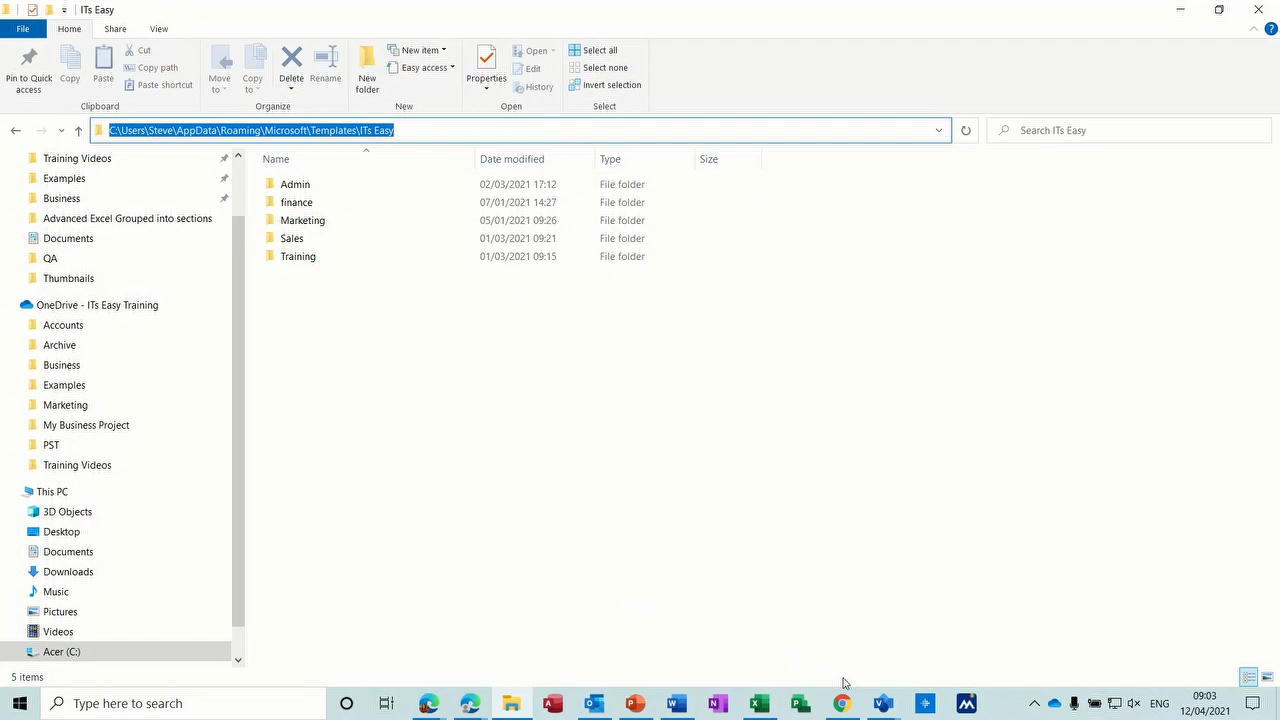 ITs Easy
File
Home
Share
View
Pin to Quick access
Copy
Paste
Cut
Copy path
Paste shortcut
Clipboard
Move to
Copy to
Delete
Rename
Organize
New folder
New item
Easy access
New
Properties
Open
Edit
History
Open
Select all
Select none
Invert selection
Select
C:\Users\Steve\AppData\Roaming\Microsoft\Templates\ITs Easy
Search ITs Easy
Training Videos
Examples
Business
Advanced Excel Grouped into sections
Documents
QA
Thumbnails
OneDrive - ITs Easy Training
Accounts
Archive
Business
Examples
Marketing
My Business Project
PST
Training Videos
This PC
3D Objects
Desktop
Documents
Downloads
Music
Pictures
Videos
Acer (C:)
Name Date modified Type Size
Admin 02/03/2021 17:12 File folder
finance 07/01/2021 14:27 File folder
Marketing 05/01/2021 09:26 File folder
Sales 01/03/2021 09:21 File folder
Training 01/03/2021 09:15 File folder
5 items
Type here to search
ENG
09:03
12/04/2021